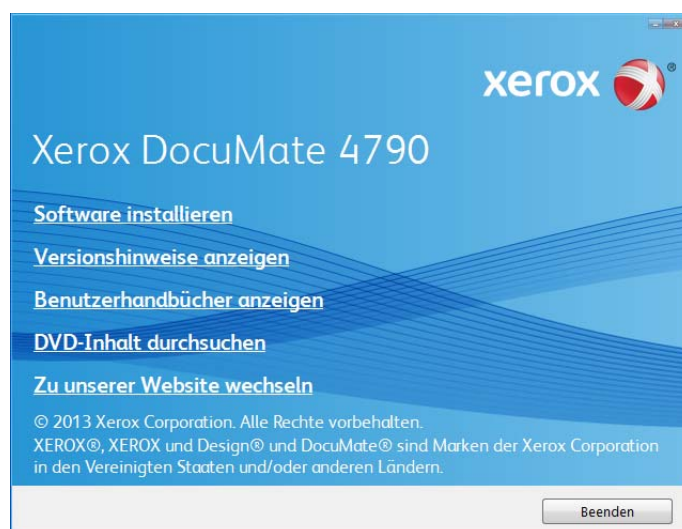 xerox ®
Xerox DocuMate 4790
Software installieren
Versionshinweise anzeigen
Benutzerhandbücher anzeigen
DVD-Inhalt durchsuchen
Zu unserer Website wechseln
© 2013 Xerox Corporation. Alle Rechte vorbehalten.
XEROX®, XEROX und Design® und DocuMate® sind Marken der Xerox Corporation
in den Vereinigten Staaten und/oder anderen Ländern.
Beenden